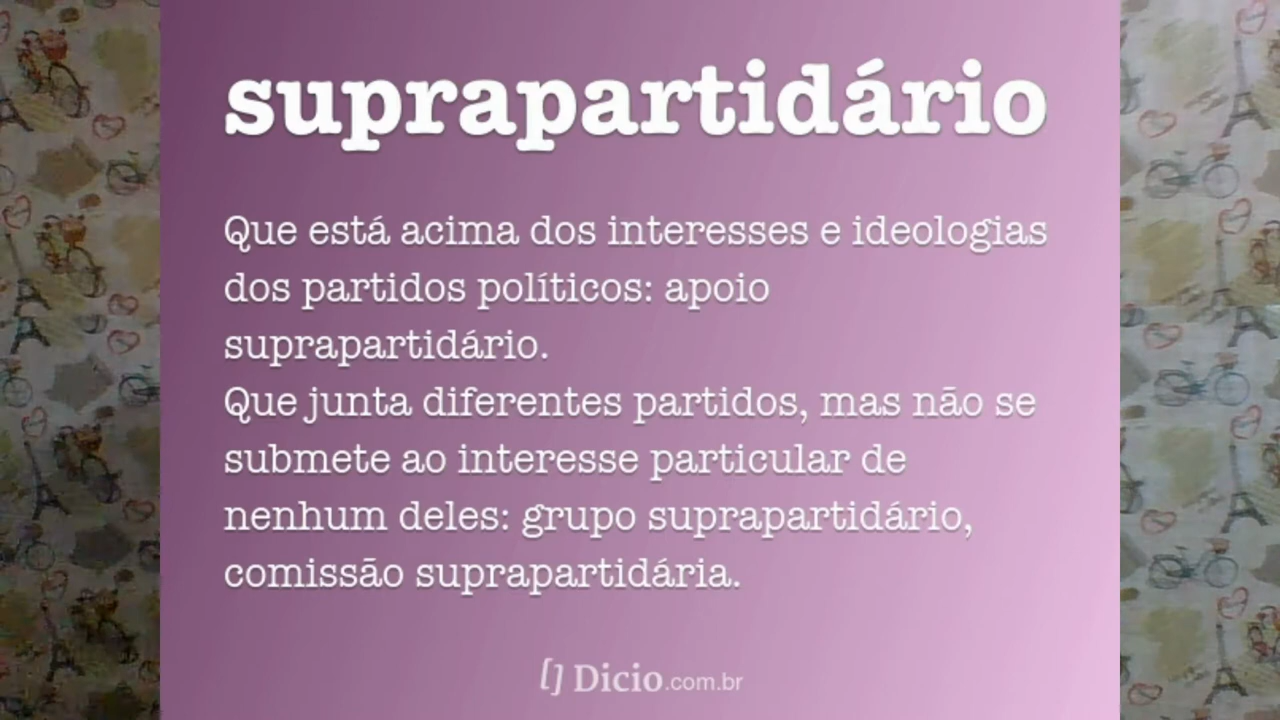 suprapartidário
Que está acima dos interesses e ideologias
dos partidos políticos: apoio
suprapartidário.
Que junta diferentes partidos, mas não se
submete ao interesse particular de
nenhum deles: grupo suprapartidário,
comissão suprapartidária.
[] Dicio.com.br